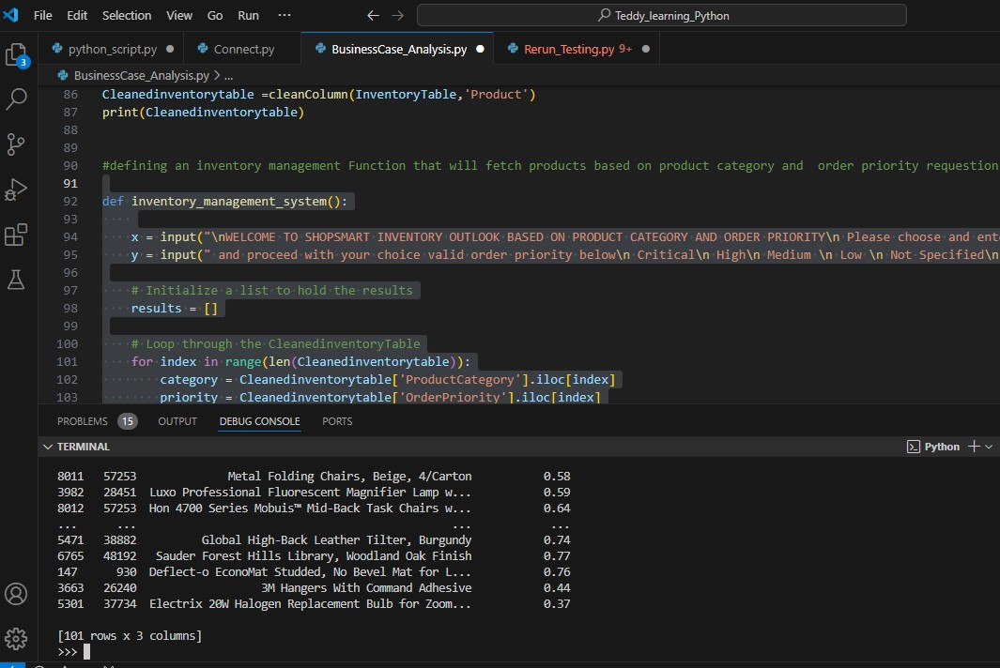 File Edit Selection View Go Run ··· ← → Teddy_learning_Python
python_script.py ● Connect.py BusinessCase_Analysis.py ● Rerun_Testing.py 9+ ●
BusinessCase_Analysis.py > ...
3
86 Cleanedinventorytable =cleanColumn(InventoryTable,'Product')
87 print(Cleanedinventorytable)
88
89
90 #defining an inventory management Function that will fetch products based on product category and  order priority requestion
91
92 def inventory_management_system():
93
94     x = input("\nWELCOME TO SHOPSMART INVENTORY OUTLOOK BASED ON PRODUCT CATEGORY AND ORDER PRIORITY\n Please choose and ent
95     y = input(" and proceed with your choice valid order priority below\n Critical\n High\n Medium \n Low \n Not Specified\n
96
97     # Initialize a list to hold the results
98     results = []
99
100     # Loop through the CleanedinventoryTable
101     for index in range(len(Cleanedinventorytable)):
102         category = Cleanedinventorytable['ProductCategory'].iloc[index]
103         priority = Cleanedinventorytable['OrderPriority'].iloc[index]
PROBLEMS 15 OUTPUT DEBUG CONSOLE PORTS
TERMINAL Python
8011 57253 Metal Folding Chairs, Beige, 4/Carton 0.58
3982 28451 Luxo Professional Fluorescent Magnifier Lamp w... 0.59
8012 57253 Hon 4700 Series Mobuis™ Mid-Back Task Chairs w... 0.64
... ... ... ...
5471 38882 Global High-Back Leather Tilter, Burgundy 0.74
6765 48192 Sauder Forest Hills Library, Woodland Oak Finish 0.77
147 930 Deflect-o EconoMat Studded, No Bevel Mat for L... 0.76
3663 26240 3M Hangers With Command Adhesive 0.44
5301 37734 Electrix 20W Halogen Replacement Bulb for Zoom... 0.37
[101 rows x 3 columns]
>>>